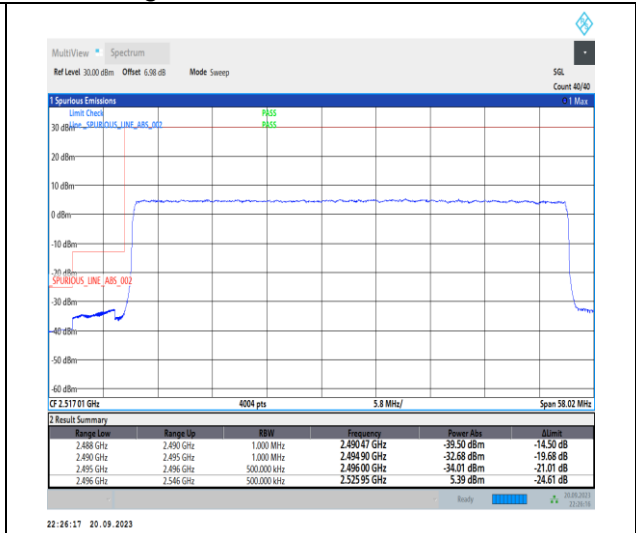 MultiView Spectrum
Ref Level 30.00 dBm Offset 6.98 dB Mode Sweep SGL
Count 40/40
1 Spurious Emissions 1 Max
Limit Check PASS
30 dBm Line _SPURIOUS_LINE_ABS_002 PASS
20 dBm
10 dBm
0 dBm
-10 dBm
-20 dBm
_SPURIOUS_LINE_ABS_002
-30 dBm
-40 dBm
-50 dBm
-60 dBm
CF 2.517 01 GHz 4004 pts 5.8 MHz/ Span 58.02 MHz
2 Result Summary
Range Low Range Up RBW Frequency Power Abs ΔLimit
2.488 GHz 2.490 GHz 1.000 MHz 2.490 47 GHz -39.50 dBm -14.50 dB
2.490 GHz 2.495 GHz 1.000 MHz 2.494 90 GHz -32.68 dBm -19.68 dB
2.495 GHz 2.496 GHz 500.000 kHz 2.496 00 GHz -34.01 dBm -21.01 dB
2.496 GHz 2.546 GHz 500.000 kHz 2.525 95 GHz 5.39 dBm -24.61 dB
Ready 20.09.2023
22:26:16
22:26:17 20.09.2023